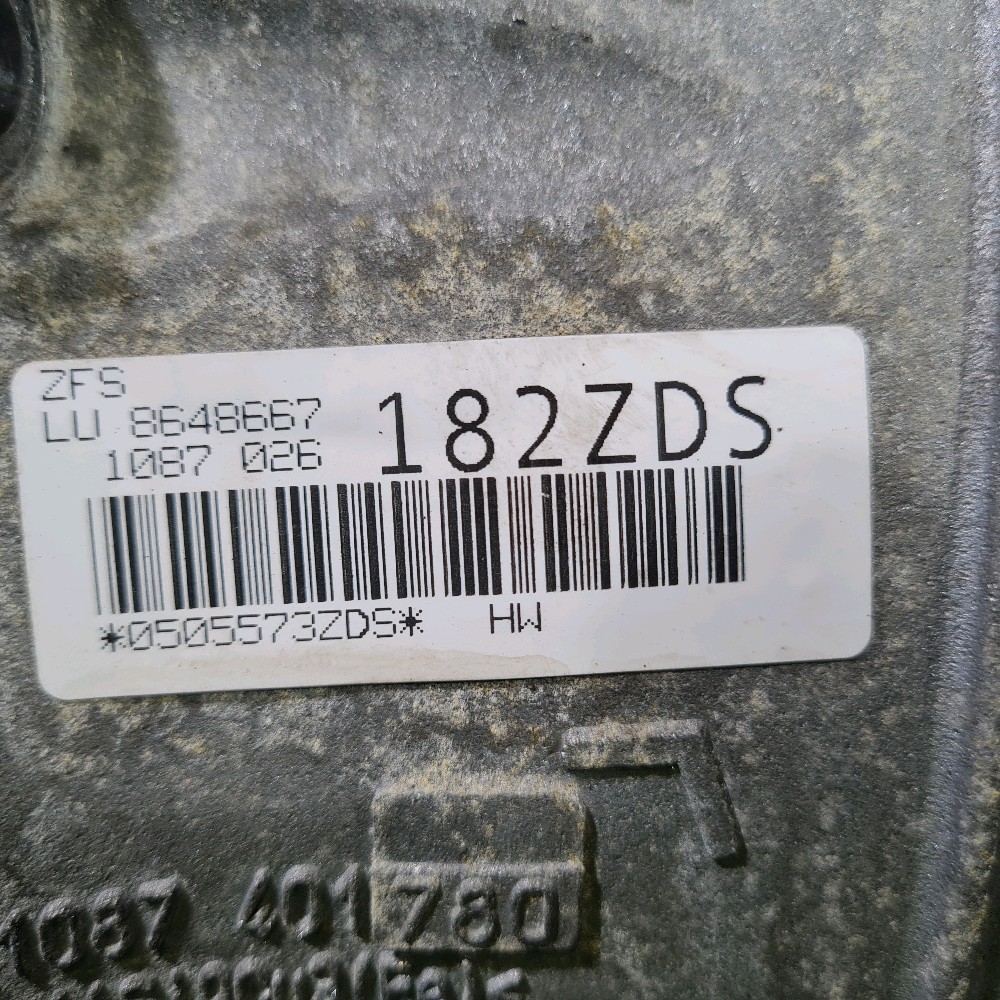 ZFS
LU 8648667
1087 026
182ZDS
*0505573ZDS* HW
1087 401 780